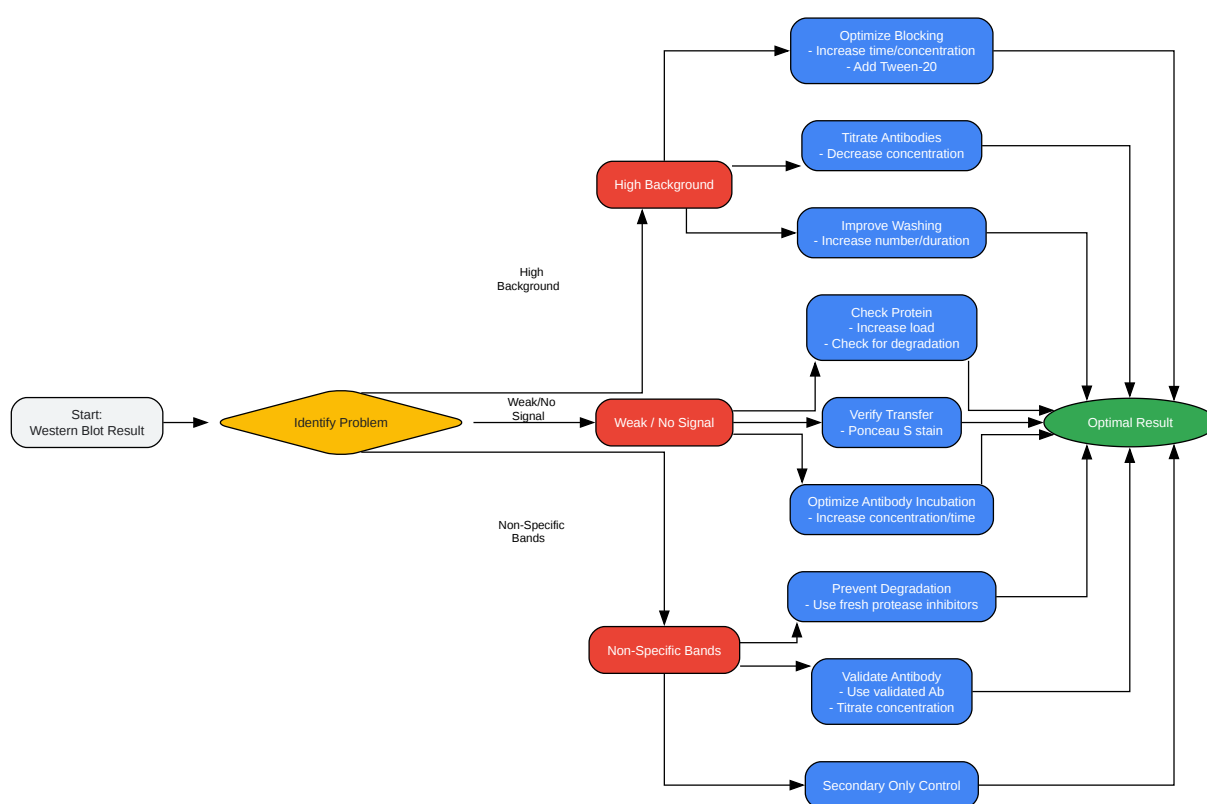 Start:
Western Blot Result
Identify Problem
High
Background
Weak/No
Signal
Non-Specific
Bands
High Background
Weak / No Signal
Non-Specific Bands
Optimize Blocking
- Increase time/concentration
- Add Tween-20
Titrate Antibodies
- Decrease concentration
Improve Washing
- Increase number/duration
Check Protein
- Increase load
- Check for degradation
Verify Transfer
- Ponceau S stain
Optimize Antibody Incubation
- Increase concentration/time
Prevent Degradation
- Use fresh protease inhibitors
Validate Antibody
- Use validated Ab
- Titrate concentration
Secondary Only Control
Optimal Result